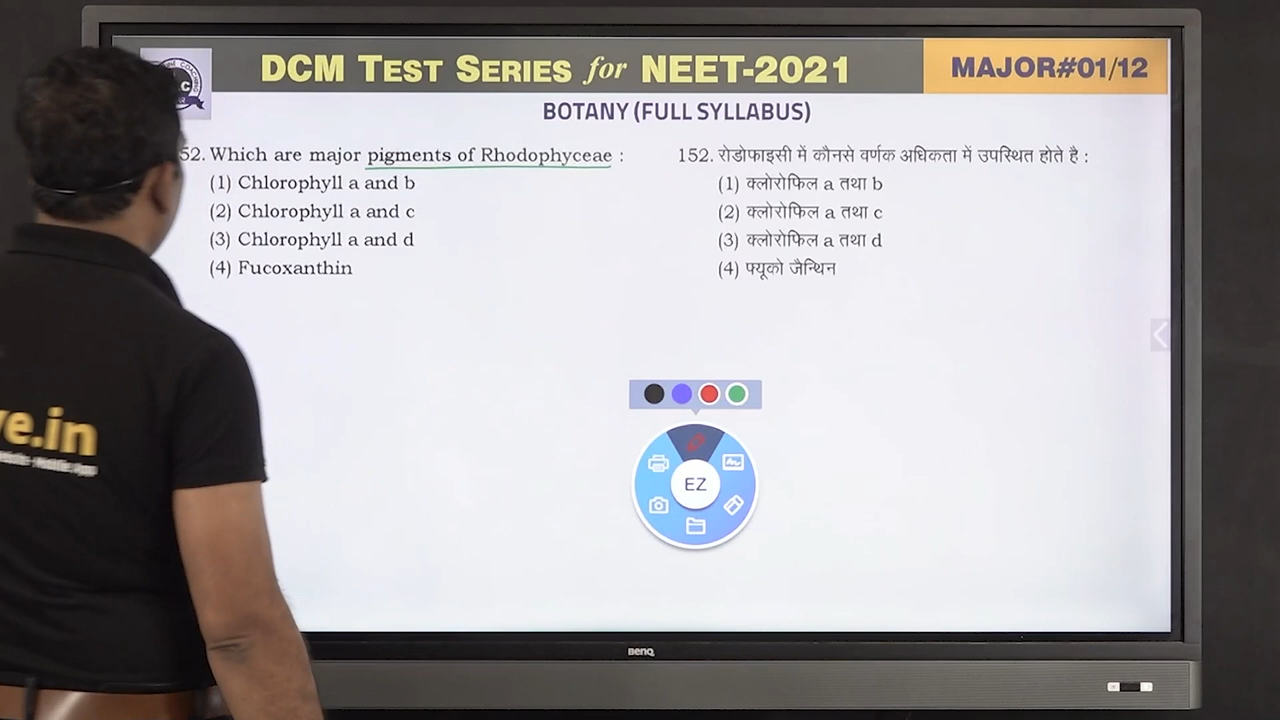 DCM TEST SERIES for NEET-2021
MAJOR#01/12
BOTANY (FULL SYLLABUS)
52. Which are major pigments of Rhodophyceae :
(1) Chlorophyll a and b
(2) Chlorophyll a and c
(3) Chlorophyll a and d
(4) Fucoxanthin
152. रोडोफाइसी में कौनसे वर्णक अधिकता में उपस्थित होते है :
(1) क्लोरोफिल a तथा b
(2) क्लोरोफिल a तथा c
(3) क्लोरोफिल a तथा d
(4) फ्यूको जैन्थिन
EZ
ve.in
BenQ